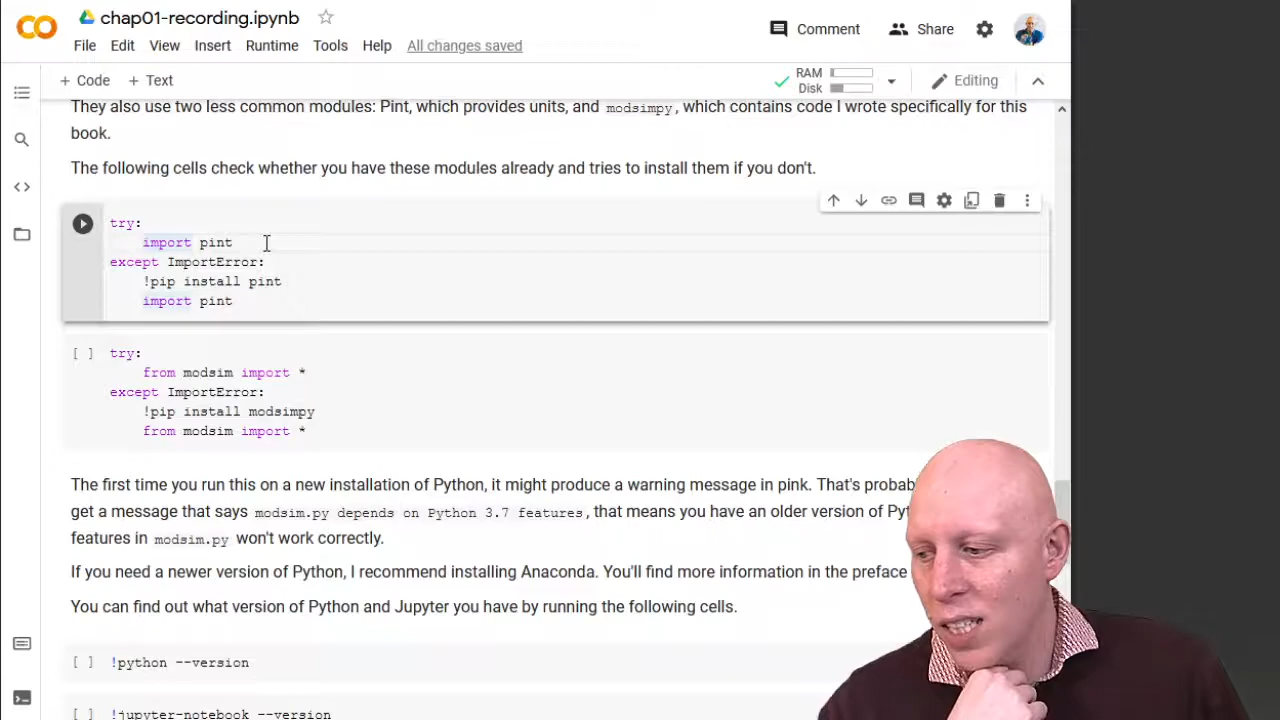 chap01-recording.ipynb
File Edit View Insert Runtime Tools Help All changes saved
Comment Share
+ Code + Text
RAM
Disk
Editing
They also use two less common modules: Pint, which provides units, and modsimpy, which contains code I wrote specifically for this
book.
The following cells check whether you have these modules already and tries to install them if you don't.
try:
import pint
except ImportError:
!pip install pint
import pint
[ ] try:
from modsim import *
except ImportError:
!pip install modsimpy
from modsim import *
The first time you run this on a new installation of Python, it might produce a warning message in pink. That's
get a message that says modsim.py depends on Python 3.7 features, that means you have an older version of
features in modsim.py won't work correctly.
If you need a newer version of Python, I recommend installing Anaconda. You'll find more information in the preface
You can find out what version of Python and Jupyter you have by running the following cells.
[ ] !python --version
[ ] !jupyter-notebook --version